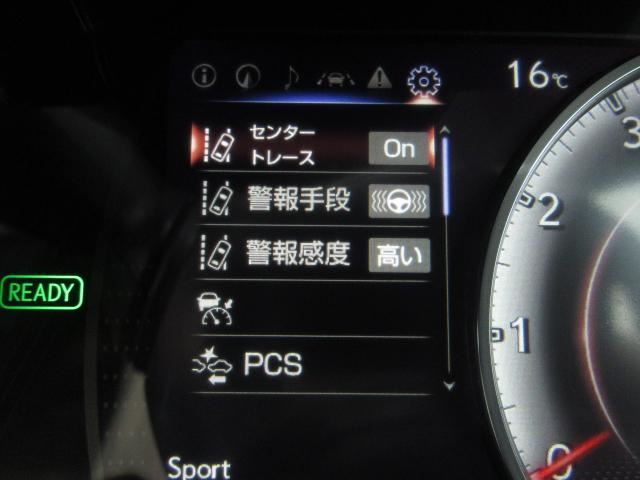 16℃
センター
トレース
On
警報手段
警報感度
高い
READY
PCS
Sport
3
2
1
0